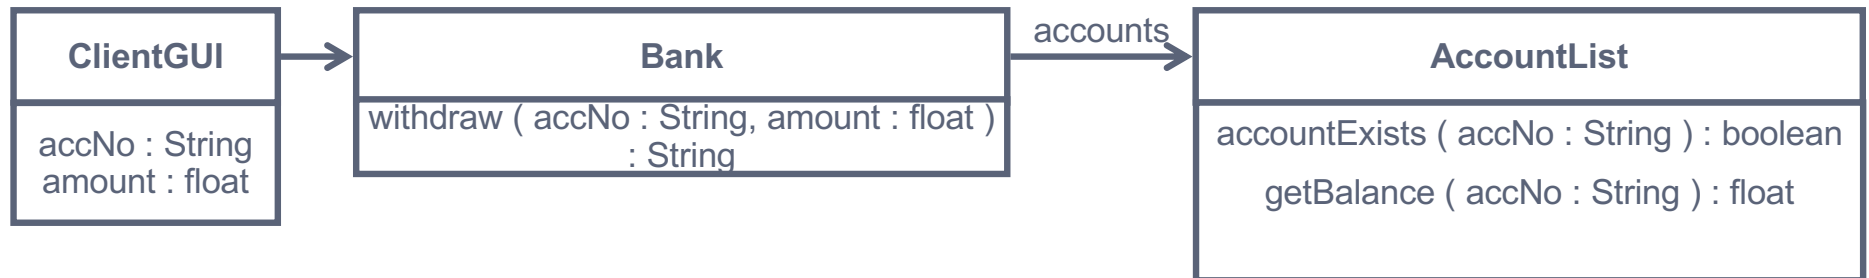 ClientGUI
accNo : String
amount : float
Bank
withdraw ( accNo : String, amount : float )
: String
accounts
AccountList
accountExists ( accNo : String ) : boolean
getBalance ( accNo : String ) : float